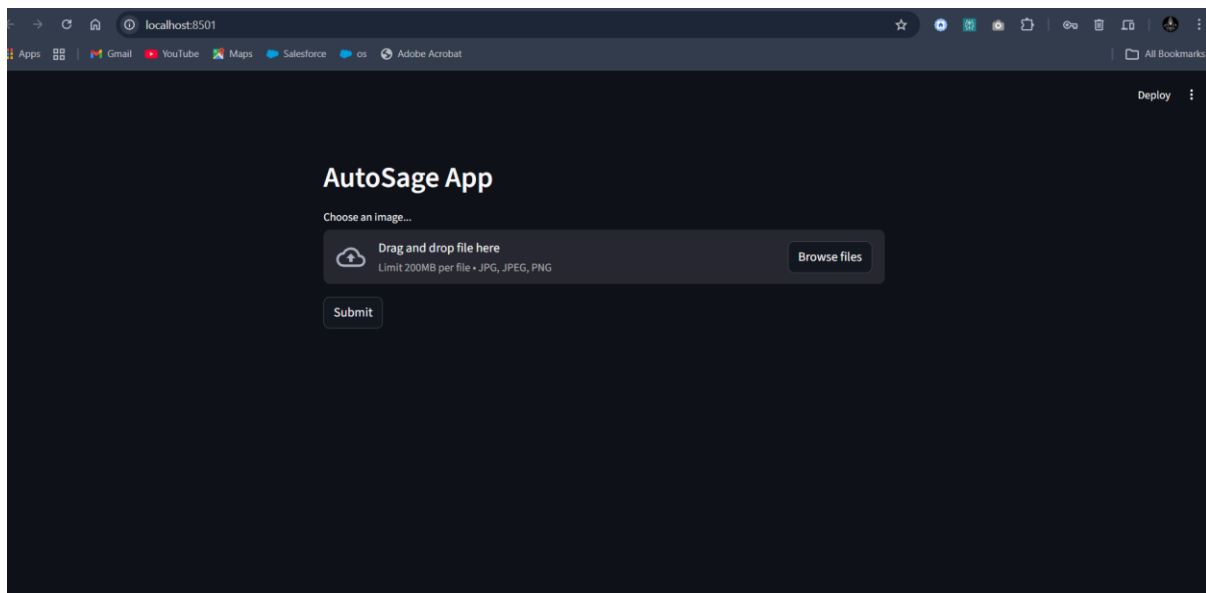 localhost:8501
Apps Gmail YouTube Maps Salesforce os Adobe Acrobat All Bookmarks
Deploy
AutoSage App
Choose an image...
Drag and drop file here
Limit 200MB per file • JPG, JPEG, PNG
Browse files
Submit